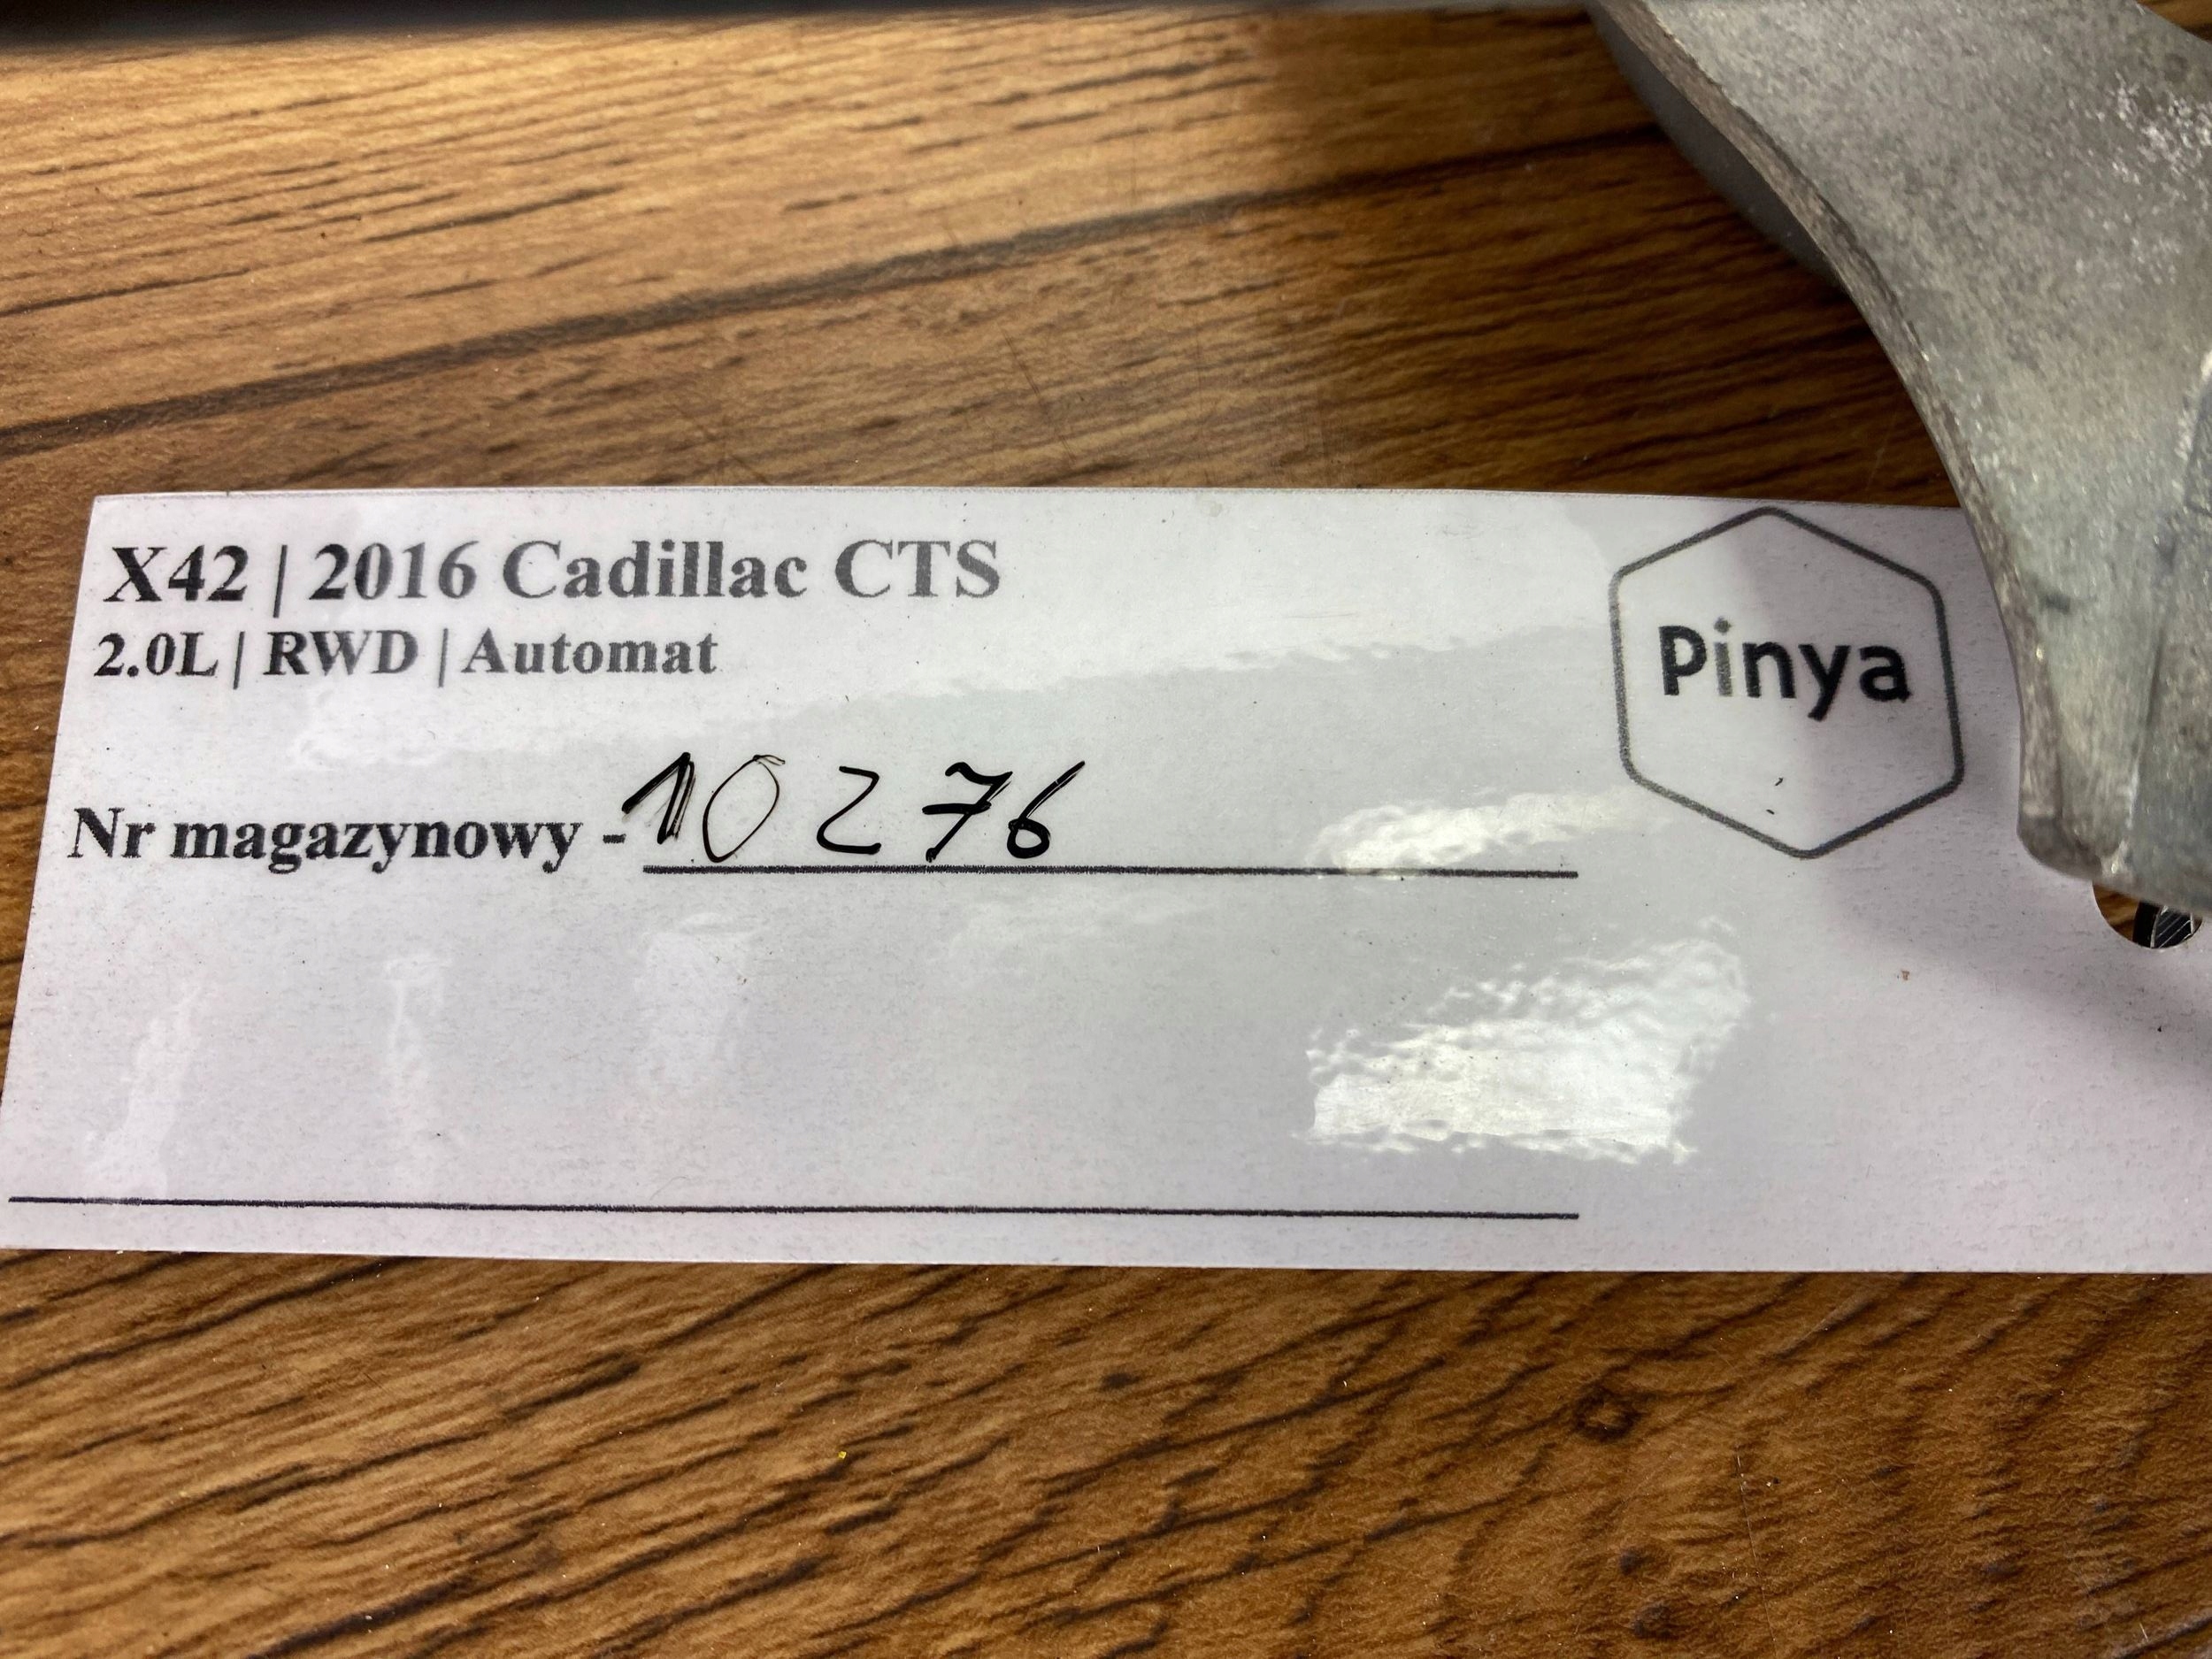 X42 | 2016 Cadillac CTS
2.0L | RWD | Automat
Pinya
Nr magazynowy - 10276